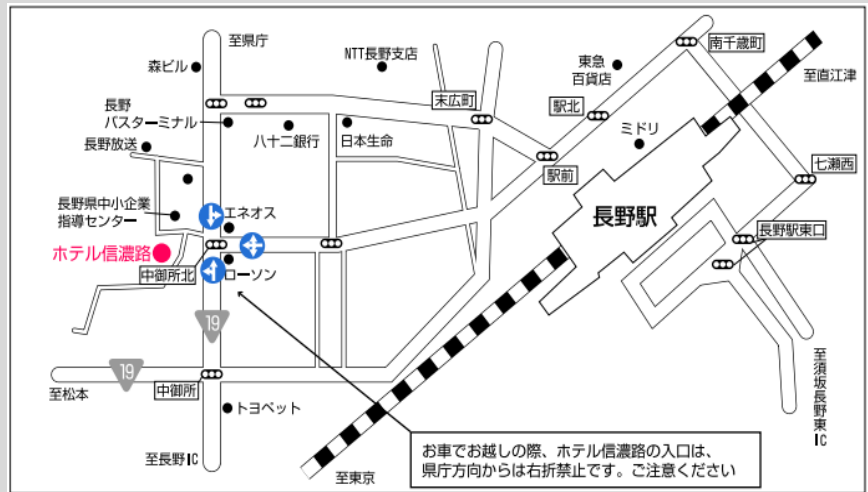 至県庁
森ビル
NTT長野支店
南千歳町
東急
百貨店
至直江津
長野
バスターミナル
末広町
駅北
八十二銀行
日本生命
ミドリ
長野放送
駅前
七瀬西
長野県中小企業
指導センター
エネオス
長野駅
長野駅東口
ホテル信濃路
中御所北
ローソン
19
19
至松本
中御所
トヨペット
至須坂長野東IC
至長野IC
至東京
お車でお越しの際、ホテル信濃路の入口は、
県庁方向からは右折禁止です。ご注意ください